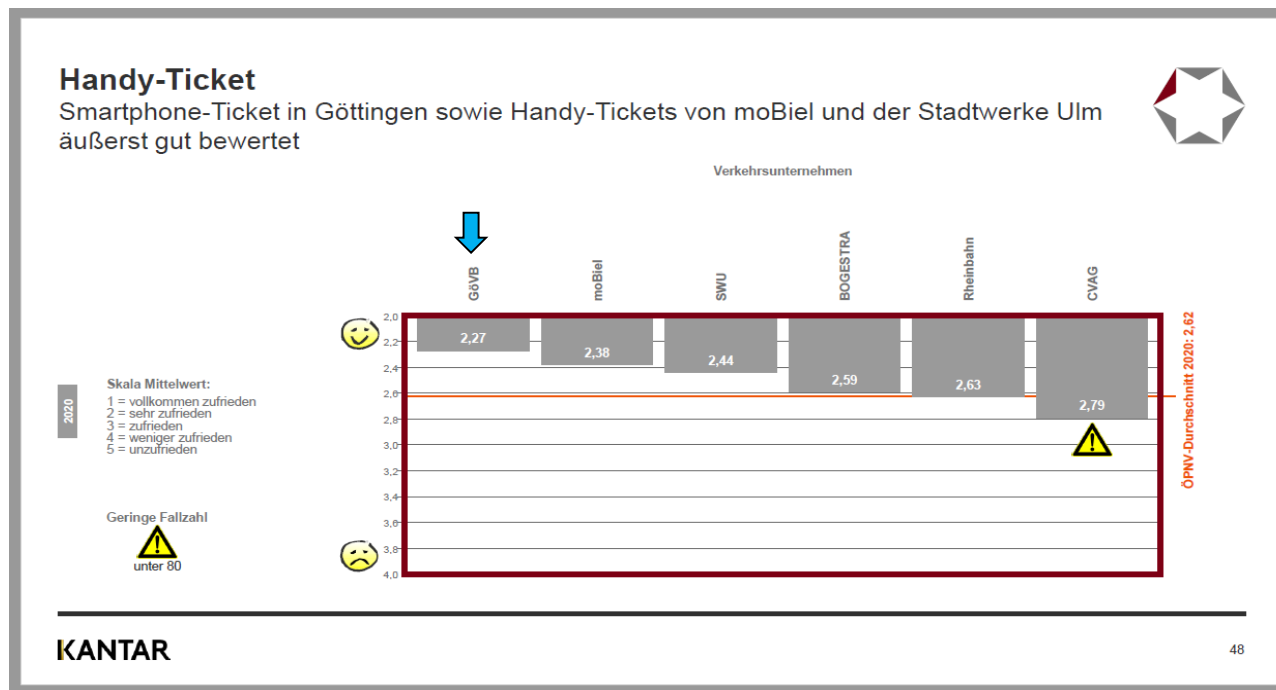 Handy-Ticket
Smartphone-Ticket in Göttingen sowie Handy-Tickets von moBiel und der Stadtwerke Ulm
äußerst gut bewertet
Verkehrsunternehmen
GöVB
moBiel
SWU
BOGESTRA
Rheinbahn
CVAG
2,0
2,2
2,4
2,6
2,8
3,0
3,2
3,4
3,6
3,8
4,0
2,27
2,38
2,44
2,59
2,63
2,79
ÖPNV-Durchschnitt 2020: 2,62
2020
Skala Mittelwert:
1 = vollkommen zufrieden
2 = sehr zufrieden
3 = zufrieden
4 = weniger zufrieden
5 = unzufrieden
Geringe Fallzahl
unter 80
KANTAR
48